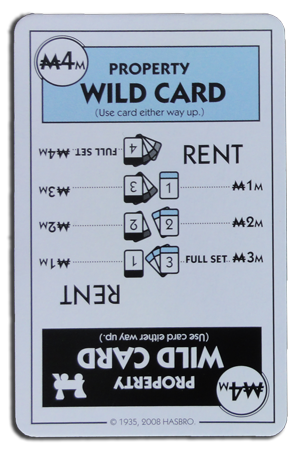 ₩4M
PROPERTY
WILD CARD
(Use card either way up.)
RENT
1 ₩1M
2 ₩2M
3 FULL SET ₩3M
₩4M
PROPERTY
WILD CARD
(Use card either way up.)
RENT
1 ₩1M
2 ₩2M
3 ₩3M
4 FULL SET ₩4M
© 1935, 2008 HASBRO.